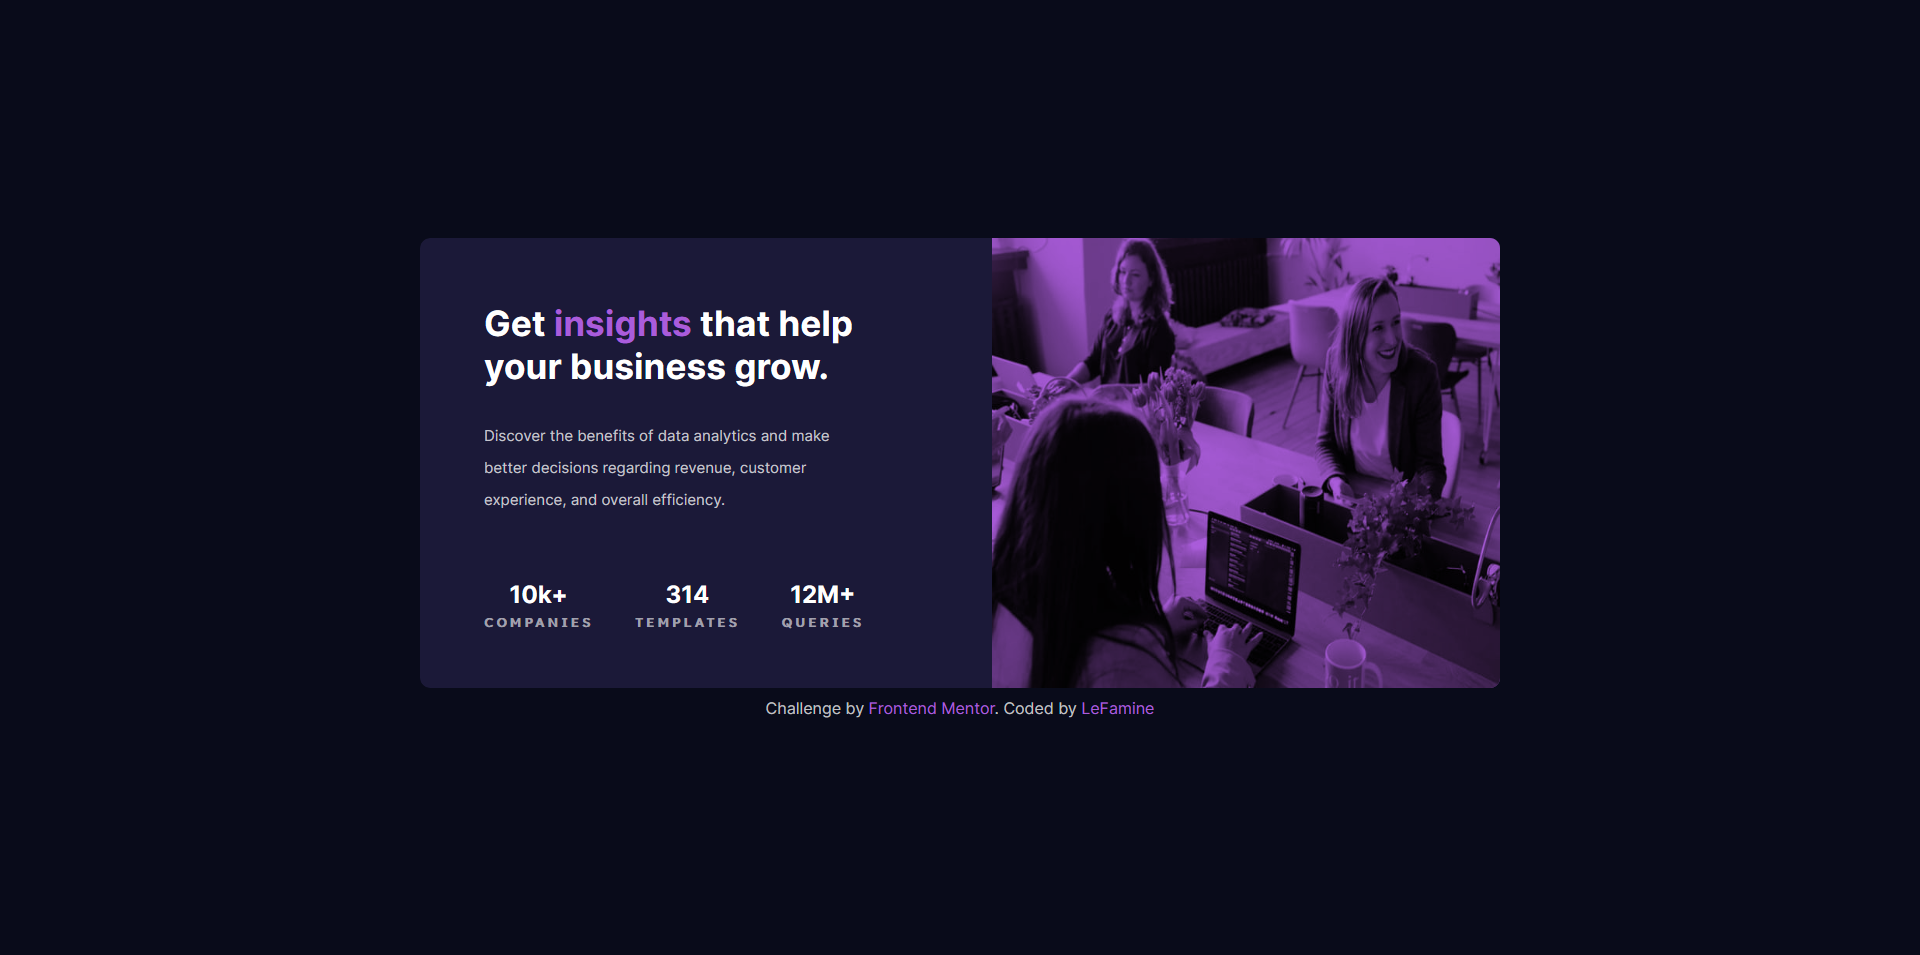 Get insights that help
your business grow.
Discover the benefits of data analytics and make
better decisions regarding revenue, customer
experience, and overall efficiency.
10k+ 314 12M+
COMPANIES TEMPLATES QUERIES
Challenge by Frontend Mentor. Coded by LeFamine